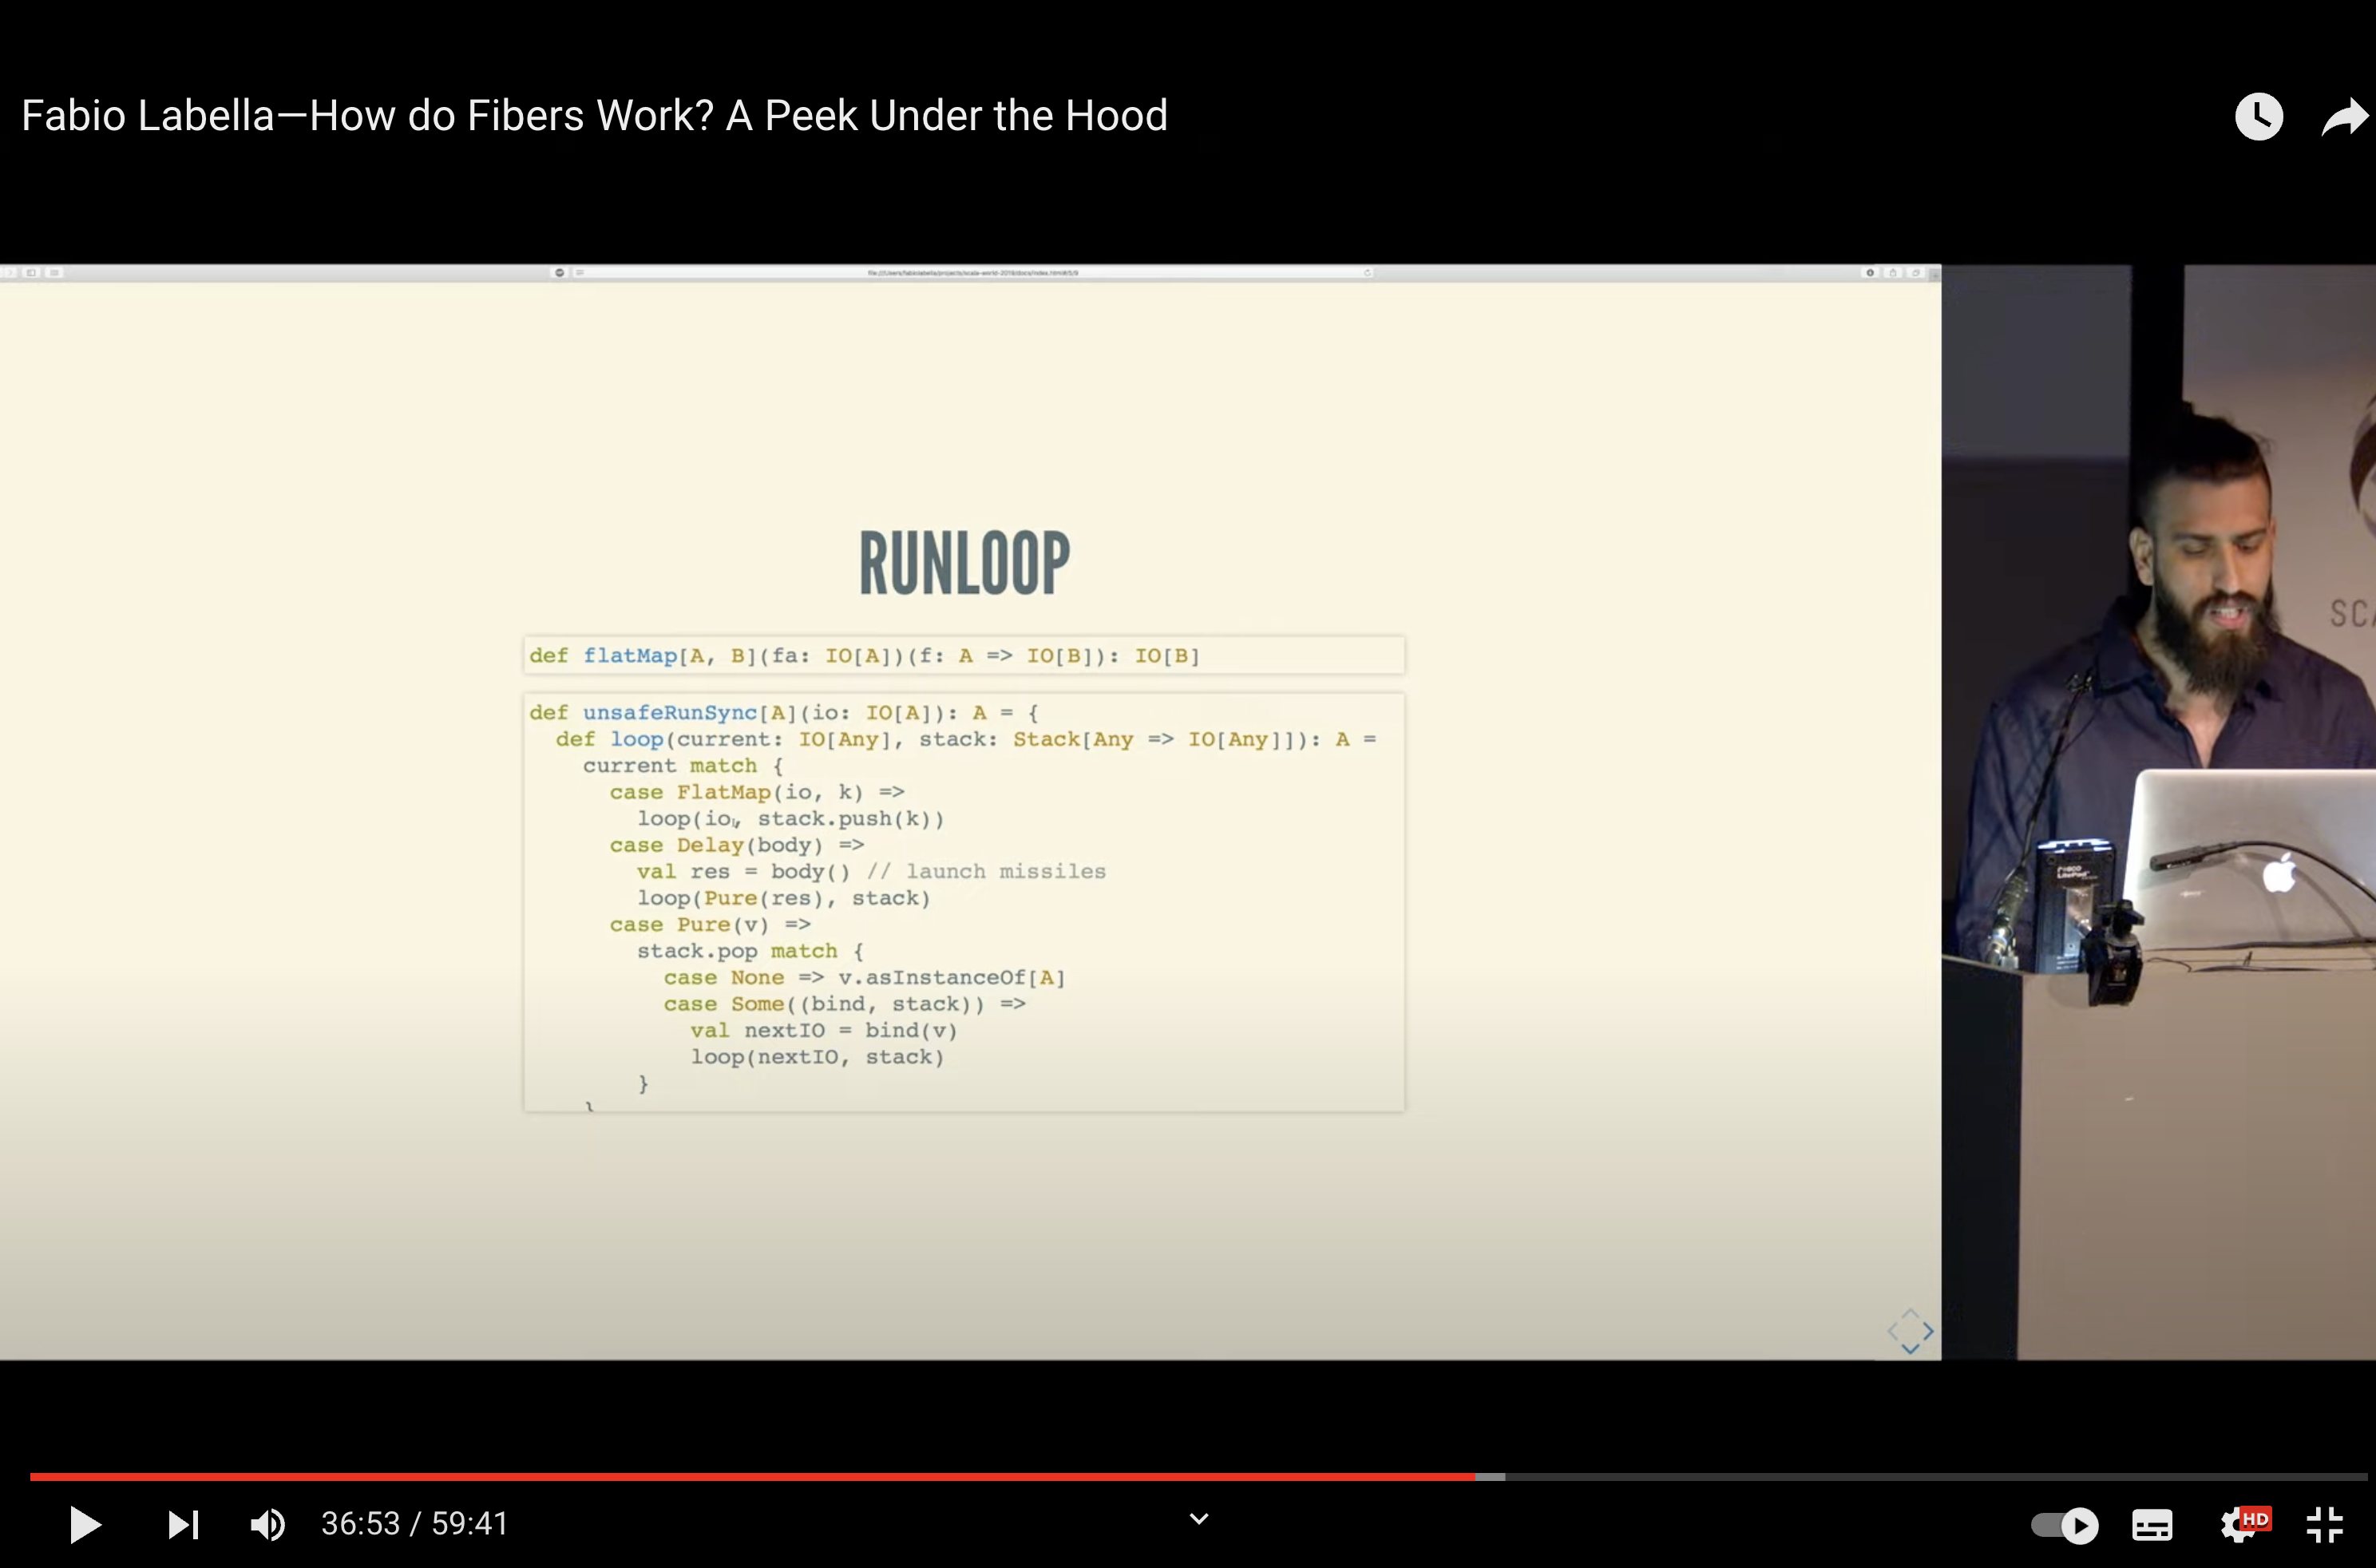 Fabio Labella—How do Fibers Work? A Peek Under the Hood
RUNLOOP
def flatMap[A, B](fa: IO[A])(f: A => IO[B]): IO[B]
def unsafeRunSync[A](io: IO[A]): A = {
def loop(current: IO[Any], stack: Stack[Any => IO[Any]]): A =
current match {
case FlatMap(io, k) =>
loop(io, stack.push(k))
case Delay(body) =>
val res = body() // launch missiles
loop(Pure(res), stack)
case Pure(v) =>
stack.pop match {
case None => v.asInstanceOf[A]
case Some((bind, stack)) =>
val nextIO = bind(v)
loop(nextIO, stack)
}
}
SCA
36:53 / 59:41
HD